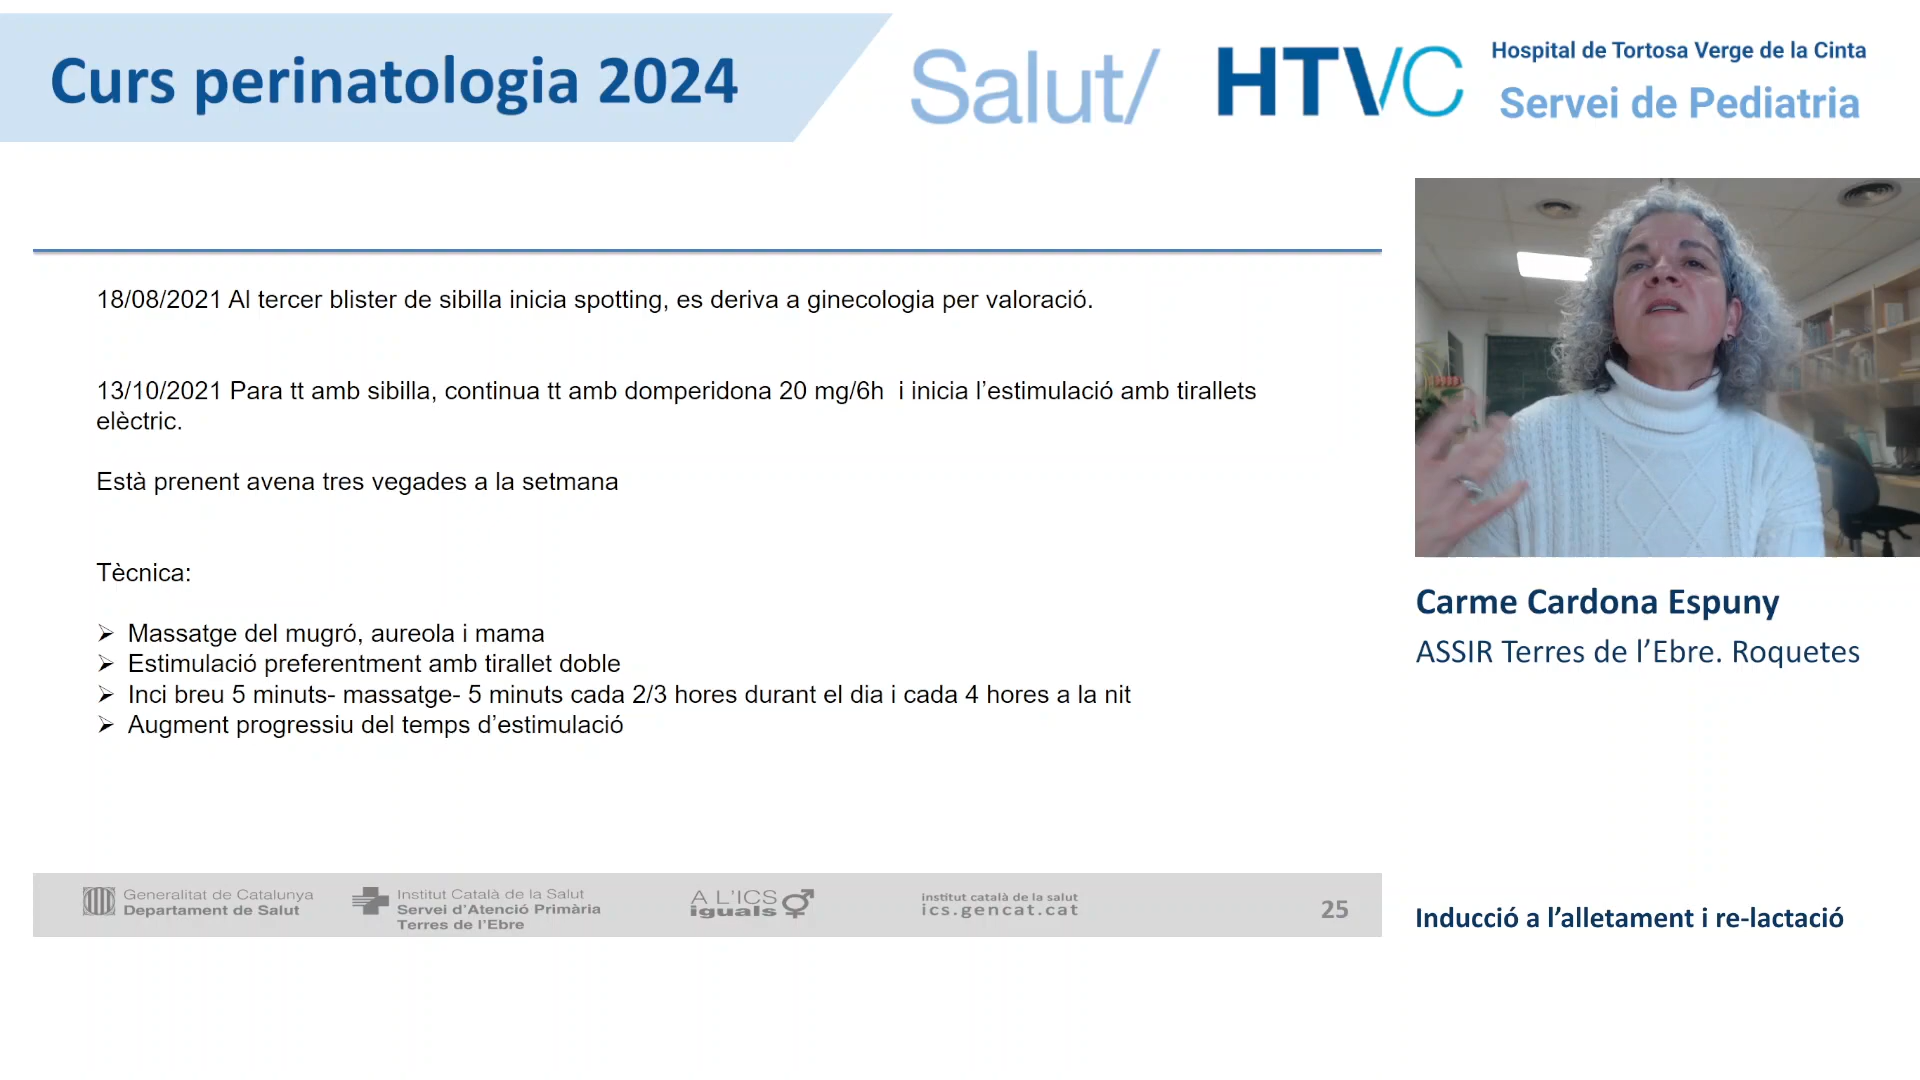 Curs perinatologia 2024
Salut/
HTVC
Hospital de Tortosa Verge de la Cinta
Servei de Pediatria
18/08/2021 Al tercer blister de sibilla inicia spotting, es deriva a ginecologia per valoració.
13/10/2021 Para tt amb sibilla, continua tt amb domperidona 20 mg/6h i inicia l’estimulació amb tirallets
elèctric.
Està prenent avena tres vegades a la setmana
Tècnica:
➢ Massatge del mugró, aureola i mama
➢ Estimulació preferentment amb tirallet doble
➢ Inci breu 5 minuts- massatge- 5 minuts cada 2/3 hores durant el dia i cada 4 hores a la nit
➢ Augment progressiu del temps d’estimulació
Carme Cardona Espuny
ASSIR Terres de l’Ebre. Roquetes
Generalitat de Catalunya
Departament de Salut
Institut Català de la Salut
Servei d’Atenció Primària
Terres de l’Ebre
A L'ICS
iguals
institut català de la salut
ics.gencat.cat
25
Inducció a l’alletament i re-lactació